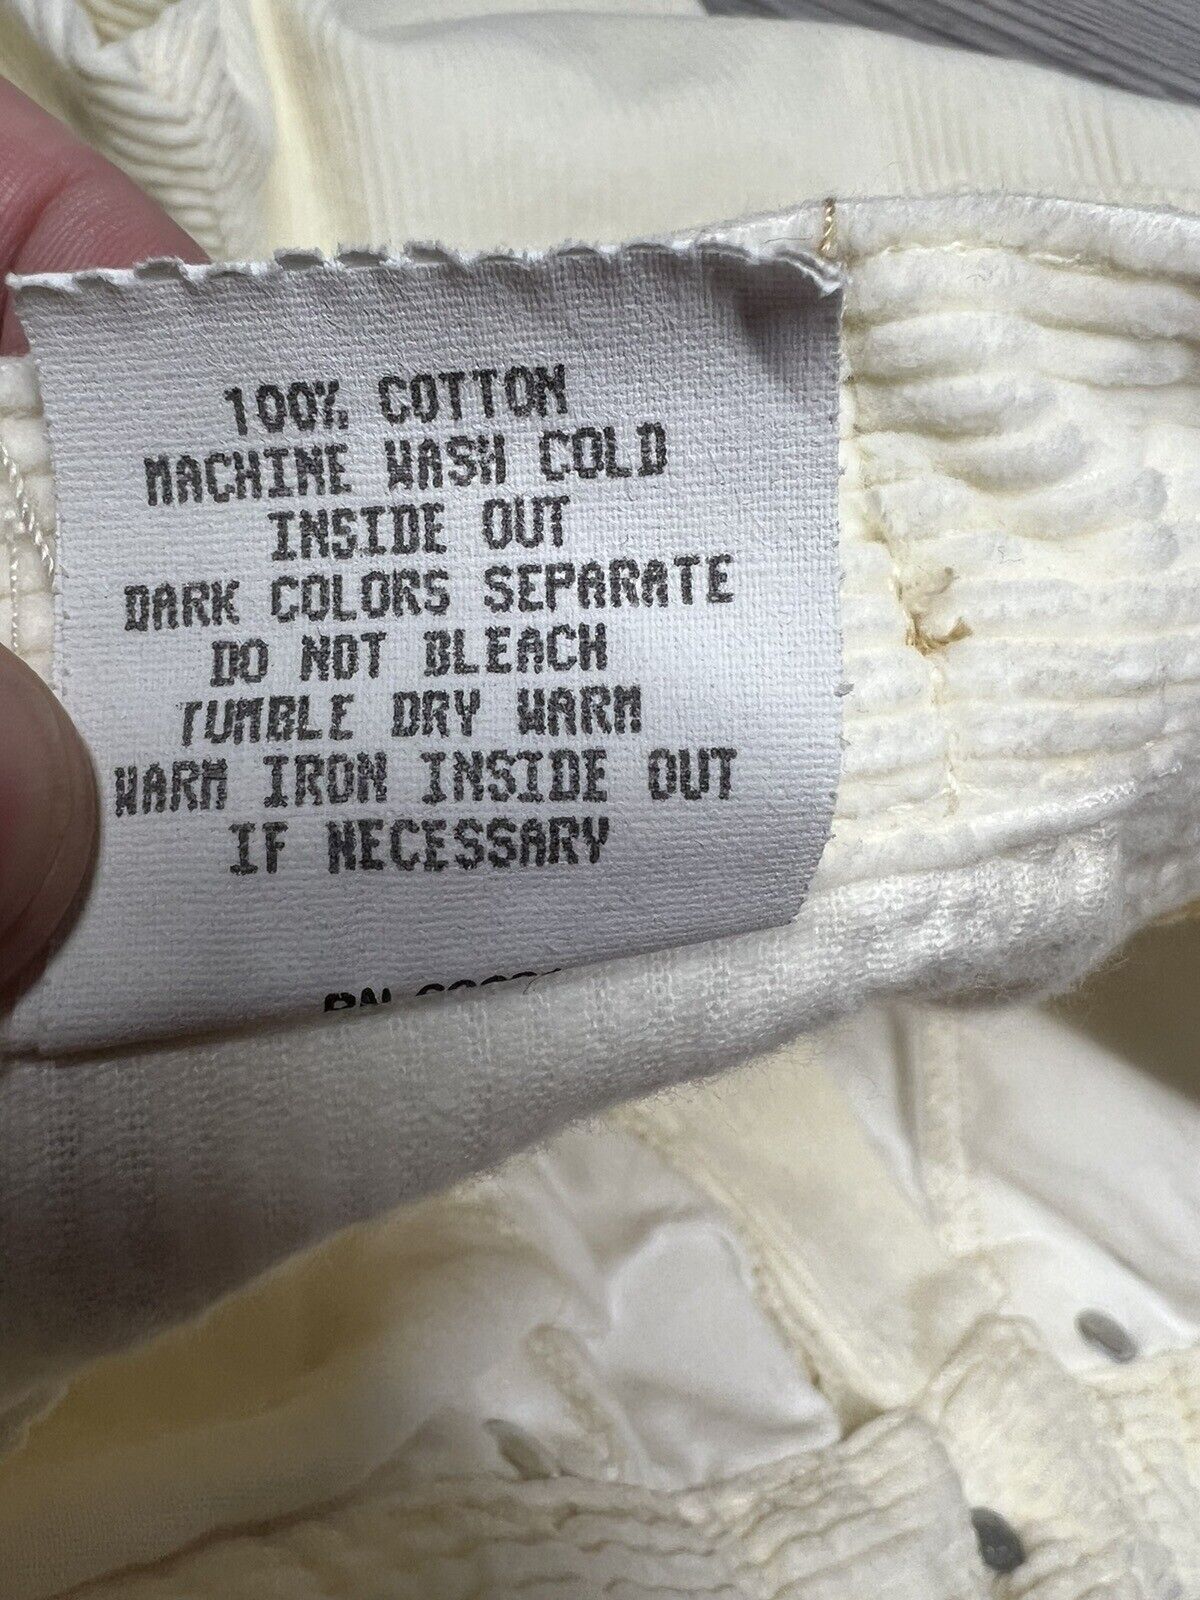 100% COTTON
MACHINE WASH COLD
INSIDE OUT
DARK COLORS SEPARATE
DO NOT BLEACH
TUMBLE DRY WARM
WARM IRON INSIDE OUT
IF NECESSARY
RN